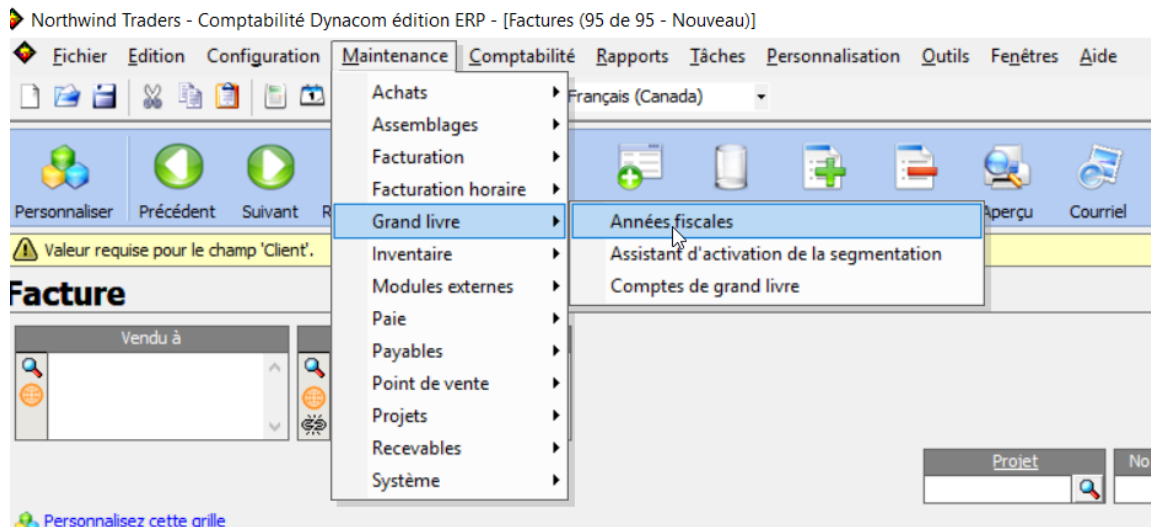 Northwind Traders - Comptabilité Dynacom édition ERP - [Factures (95 de 95 - Nouveau)]
Fichier Edition Configuration Maintenance Comptabilité Rapports Tâches Personnalisation Outils Fenêtres Aide
Français (Canada)
Achats
Assemblages
Facturation
Facturation horaire
Grand livre
Inventaire
Modules externes
Paie
Payables
Point de vente
Projets
Recevables
Système
Années fiscales
Assistant d'activation de la segmentation
Comptes de grand livre
Personnaliser Précédent Suivant R Aperçu Courriel
Valeur requise pour le champ 'Client'.
Facture
Vendu à
Projet No
Personnalisez cette grille